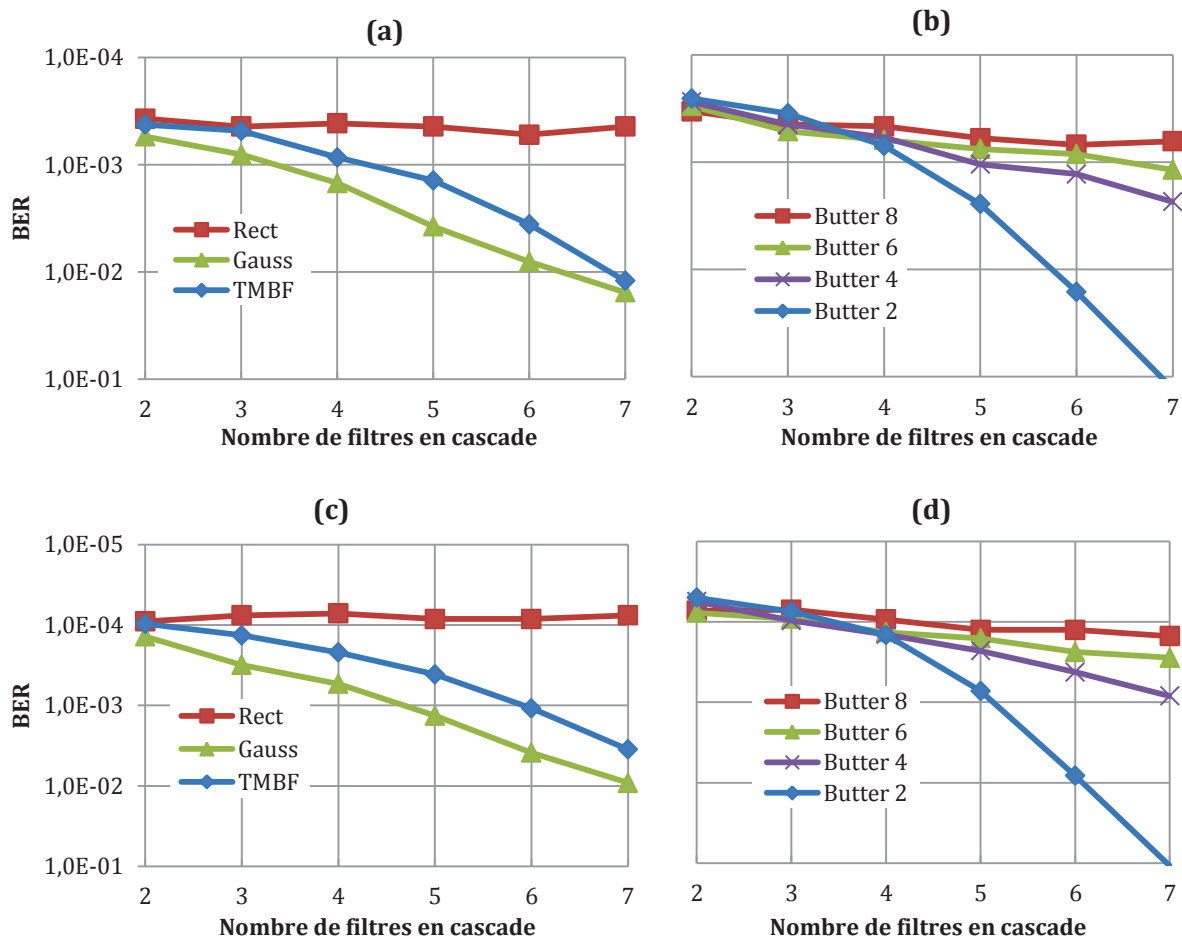 (a)
1,0E-04
1,0E-03
1,0E-02
1,0E-01
BER
Rect
Gauss
TMBF
2 3 4 5 6 7
Nombre de filtres en cascade
(b)
Butter 8
Butter 6
Butter 4
Butter 2
2 3 4 5 6 7
Nombre de filtres en cascade
(c)
1,0E-05
1,0E-04
1,0E-03
1,0E-02
1,0E-01
BER
Rect
Gauss
TMBF
2 3 4 5 6 7
Nombre de filtres en cascade
(d)
Butter 8
Butter 6
Butter 4
Butter 2
2 3 4 5 6 7
Nombre de filtres en cascade